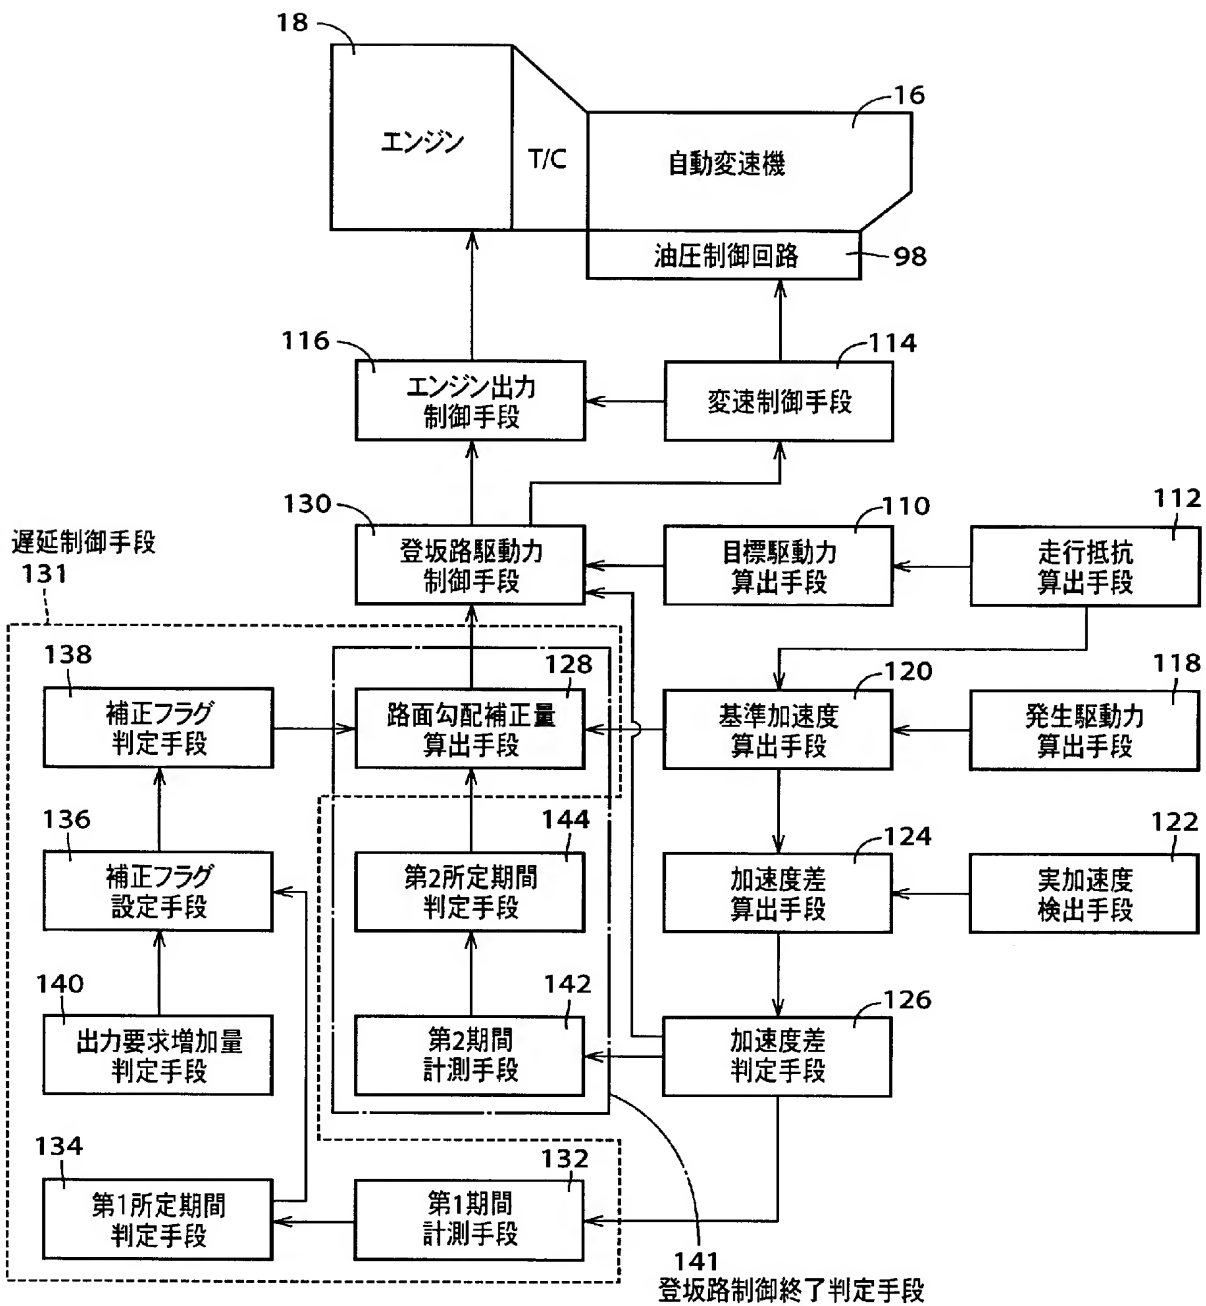 18
エンジン
T/C
16
自動変速機
油圧制御回路
98
116
エンジン出力
制御手段
114
変速制御手段
130
登坂路駆動力
制御手段
110
目標駆動力
算出手段
112
走行抵抗
算出手段
遅延制御手段
131
138
補正フラグ
判定手段
128
路面勾配補正量
算出手段
120
基準加速度
算出手段
118
発生駆動力
算出手段
136
補正フラグ
設定手段
144
第2所定期間
判定手段
124
加速度差
算出手段
122
実加速度
検出手段
140
出力要求増加量
判定手段
142
第2期間
計測手段
126
加速度差
判定手段
134
第1所定期間
判定手段
132
第1期間
計測手段
141
登坂路制御終了判定手段